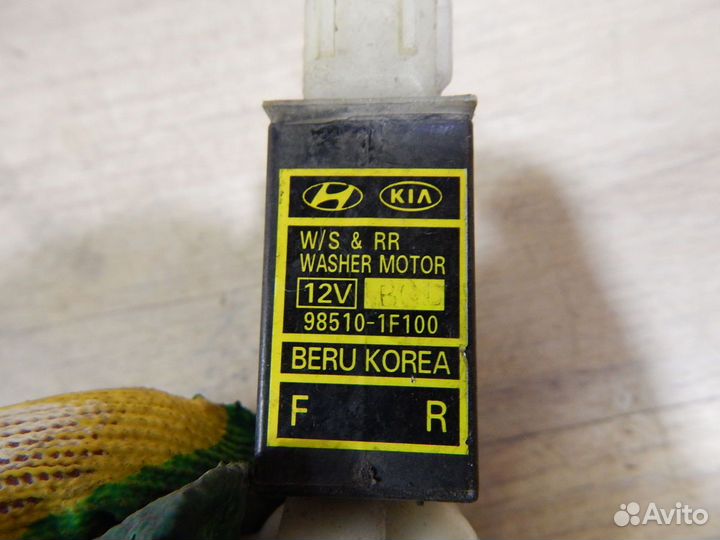 KIA
W/S & RR
WASHER MOTOR
12V
98510-1F100
BERU KOREA
F R
Avito